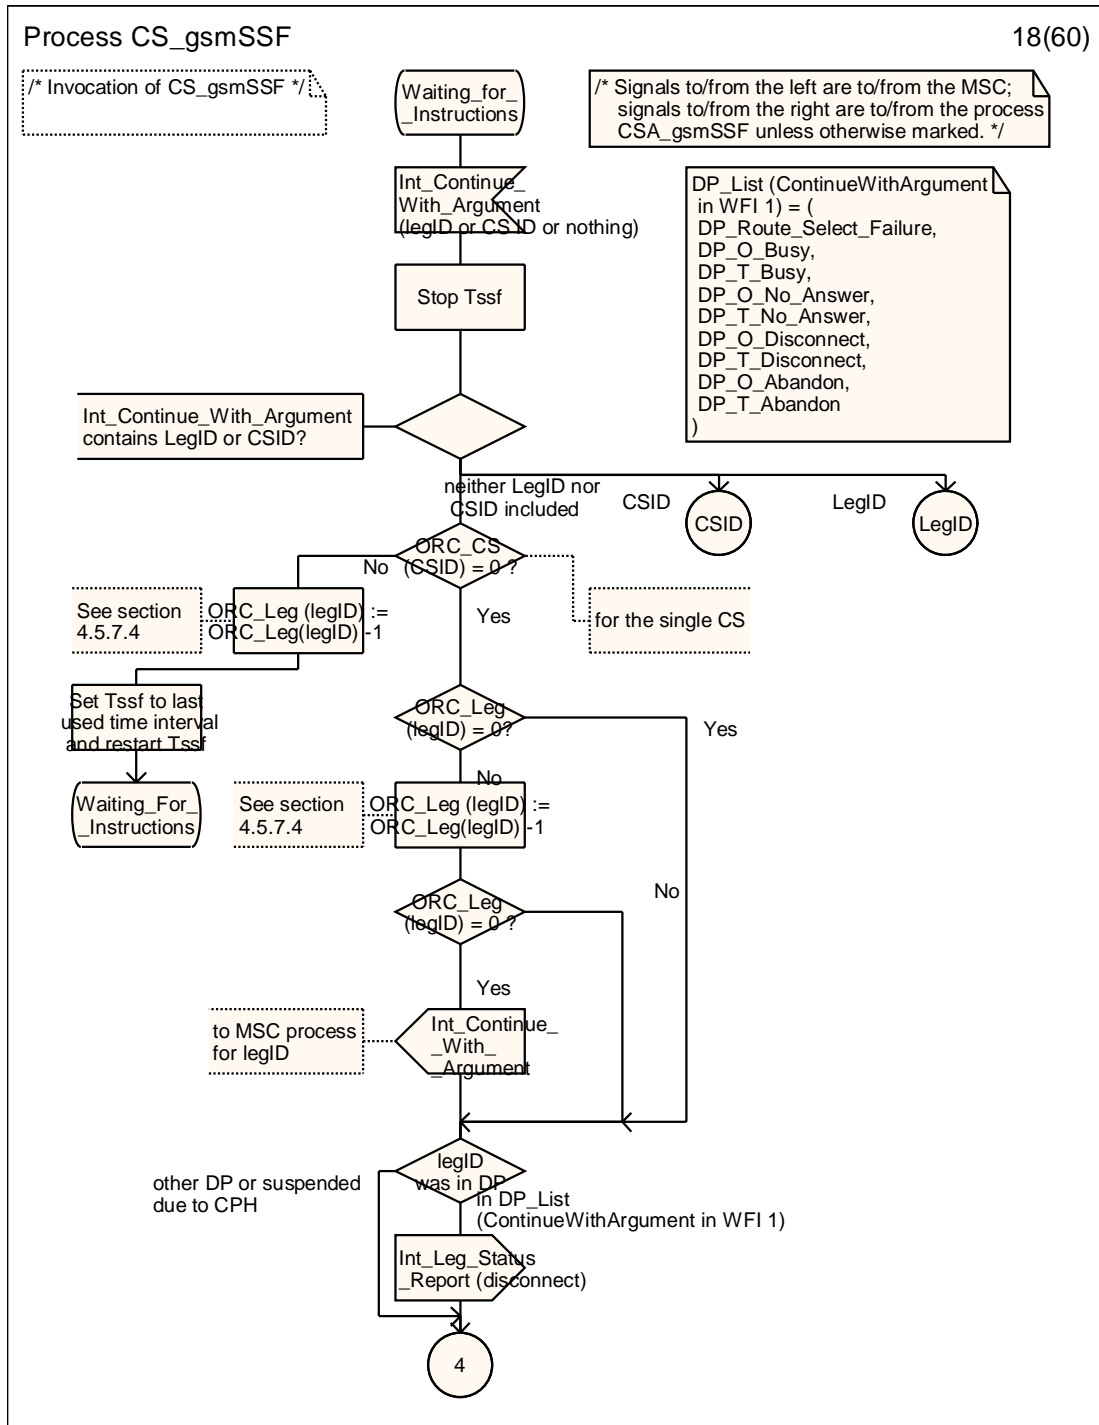 Process CS_gsmSSF
18(60)
/* Invocation of CS_gsmSSF */
Waiting_for_
_Instructions
/* Signals to/from the left are to/from the MSC;
signals to/from the right are to/from the process
CSA_gsmSSF unless otherwise marked. */
Int_Continue_
With_Argument
(legID or CS ID or nothing)
DP_List (ContinueWithArgument
in WFI 1) = (
DP_Route_Select_Failure,
DP_O_Busy,
DP_T_Busy,
DP_O_No_Answer,
DP_T_No_Answer,
DP_O_Disconnect,
DP_T_Disconnect,
DP_O_Abandon,
DP_T_Abandon
)
Stop Tssf
Int_Continue_With_Argument
contains LegID or CSID?
neither LegID nor
CSID included
CSID
CSID
LegID
LegID
ORC_CS
(CSID) = 0 ?
No
Yes
for the single CS
See section
4.5.7.4
ORC_Leg (legID) :=
ORC_Leg(legID) -1
Set Tssf to last
used time interval
and restart Tssf
Waiting_For_
_Instructions
ORC_Leg
(legID) = 0?
Yes
No
See section
4.5.7.4
ORC_Leg (legID) :=
ORC_Leg(legID) -1
ORC_Leg
(legID) = 0 ?
No
Yes
to MSC process
for legID
Int_Continue_
_With_
_Argument
legID
was in DP
other DP or suspended
due to CPH
in DP_List
(ContinueWithArgument in WFI 1)
Int_Leg_Status
_Report (disconnect)
4